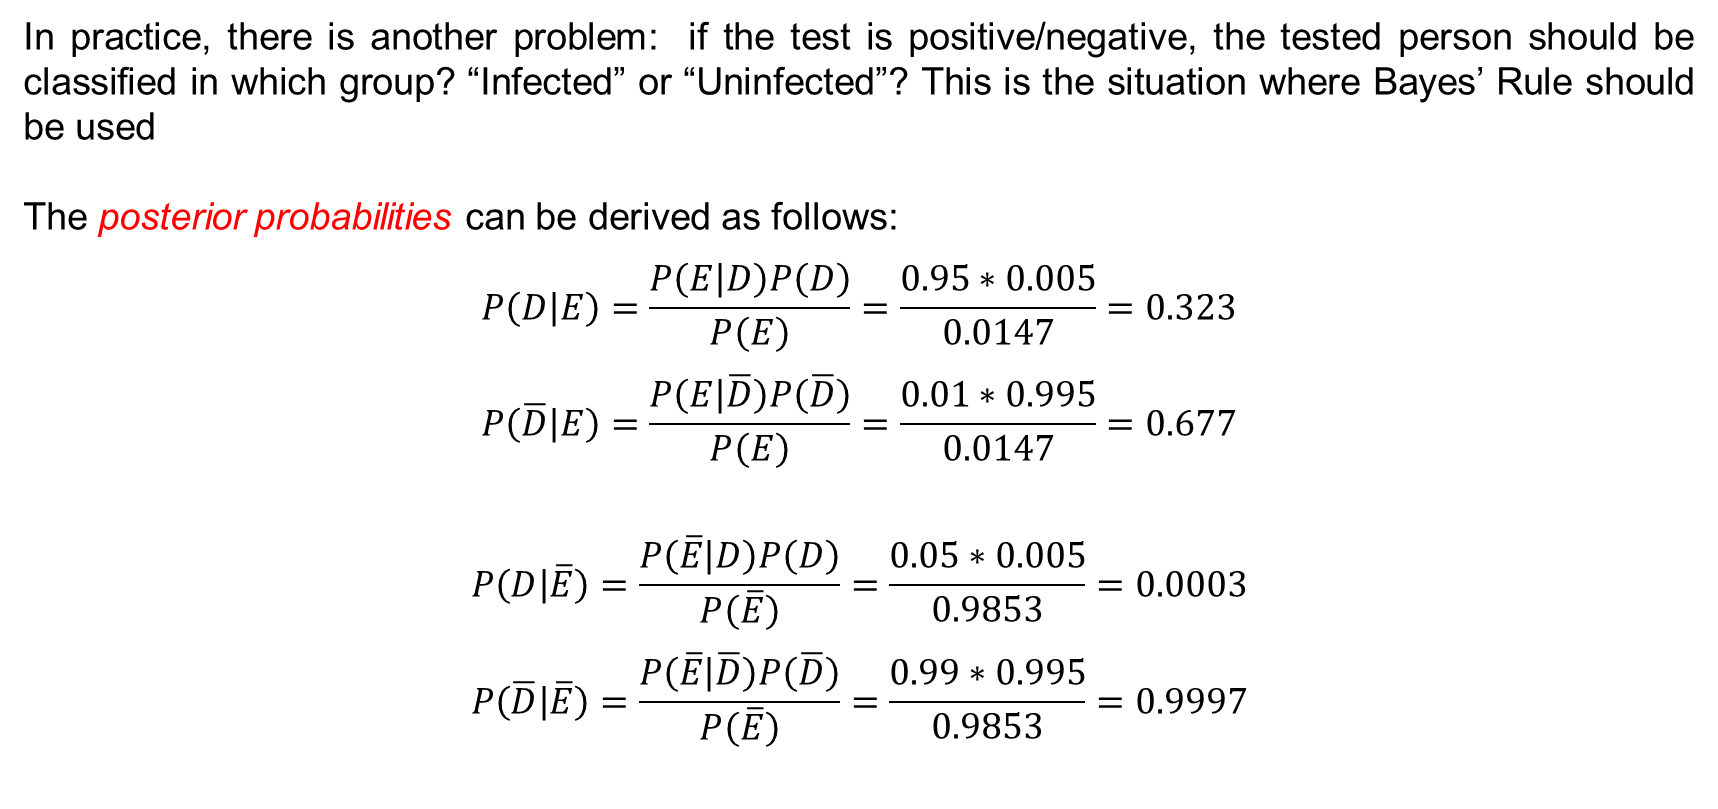 In practice, there is another problem: if the test is positive/negative, the tested person should be
classified in which group? “Infected” or “Uninfected”? This is the situation where Bayes’ Rule should
be used
The posterior probabilities can be derived as follows:
P(D|E) = P(E|D)P(D) / P(E) = 0.95 ∗ 0.005 / 0.0147 = 0.323
P(D̅|E) = P(E|D̅)P(D̅) / P(E) = 0.01 ∗ 0.995 / 0.0147 = 0.677
P(D|E̅) = P(E̅|D)P(D) / P(E̅) = 0.05 ∗ 0.005 / 0.9853 = 0.0003
P(D̅|E̅) = P(E̅|D̅)P(D̅) / P(E̅) = 0.99 ∗ 0.995 / 0.9853 = 0.9997